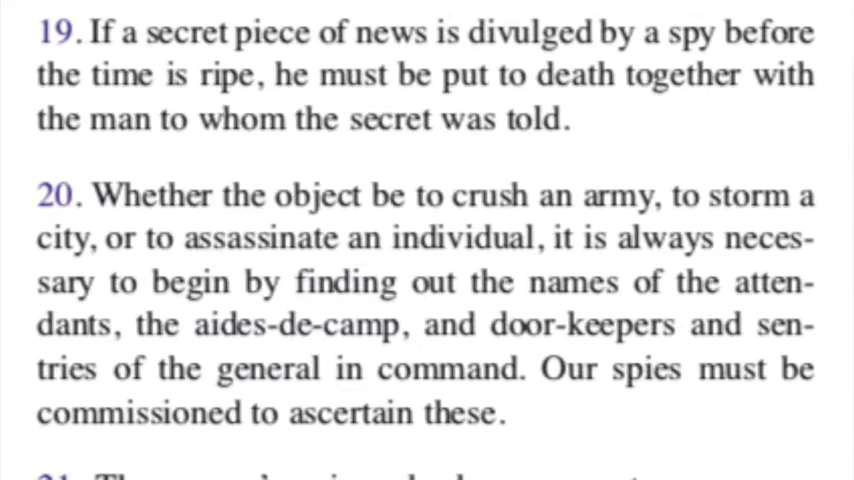 19. If a secret piece of news is divulged by a spy before
the time is ripe, he must be put to death together with
the man to whom the secret was told.
20. Whether the object be to crush an army, to storm a
city, or to assassinate an individual, it is always neces-
sary to begin by finding out the names of the atten-
dants, the aides-de-camp, and door-keepers and sen-
tries of the general in command. Our spies must be
commissioned to ascertain these.